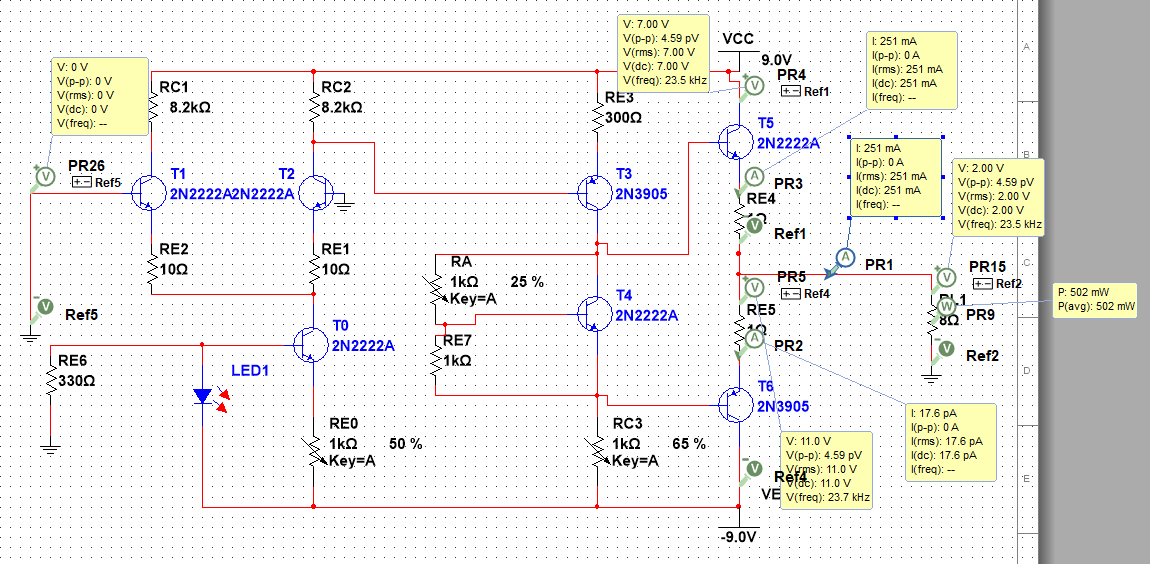 V: 7.00 V
V(p-p): 4.59 pV
V(rms): 7.00 V
V(dc): 7.00 V
V(freq): 23.5 kHz
VCC
9.0V
I: 251 mA
I(p-p): 0 A
I(rms): 251 mA
I(dc): 251 mA
I(freq): --
A
V: 0 V
V(p-p): 0 V
V(rms): 0 V
V(dc): 0 V
V(freq): --
RC1
8.2kΩ
RC2
8.2kΩ
RE3
300Ω
V
PR4
+ - Ref1
T5
2N2222A
I: 251 mA
I(p-p): 0 A
I(rms): 251 mA
I(dc): 251 mA
I(freq): --
B
V: 2.00 V
V(p-p): 4.59 pV
V(rms): 2.00 V
V(dc): 2.00 V
V(freq): 23.5 kHz
V
PR26
+ - Ref5
T1
2N2222A
T2
2N2222A
T3
2N3905
A
PR3
RE4
1Ω
V
Ref1
RE2
10Ω
RE1
10Ω
RA
1kΩ
Key=A
25 %
A
PR1
C
V
PR5
+ - Ref4
V
PR15
+ - Ref2
P: 502 mW
P(avg): 502 mW
V
Ref5
T4
2N2222A
RE5
1Ω
RL1
8Ω
W
PR9
T0
2N2222A
RE7
1kΩ
A
PR2
V
Ref2
RE6
330Ω
LED1
D
T6
2N3905
I: 17.6 pA
I(p-p): 0 A
I(rms): 17.6 pA
I(dc): 17.6 pA
I(freq): --
RE0
1kΩ
Key=A
50 %
RC3
1kΩ
Key=A
65 %
V: 11.0 V
V(p-p): 4.59 pV
V(rms): 11.0 V
V(dc): 11.0 V
V(freq): 23.7 kHz
V
Ref4
VE
E
-9.0V